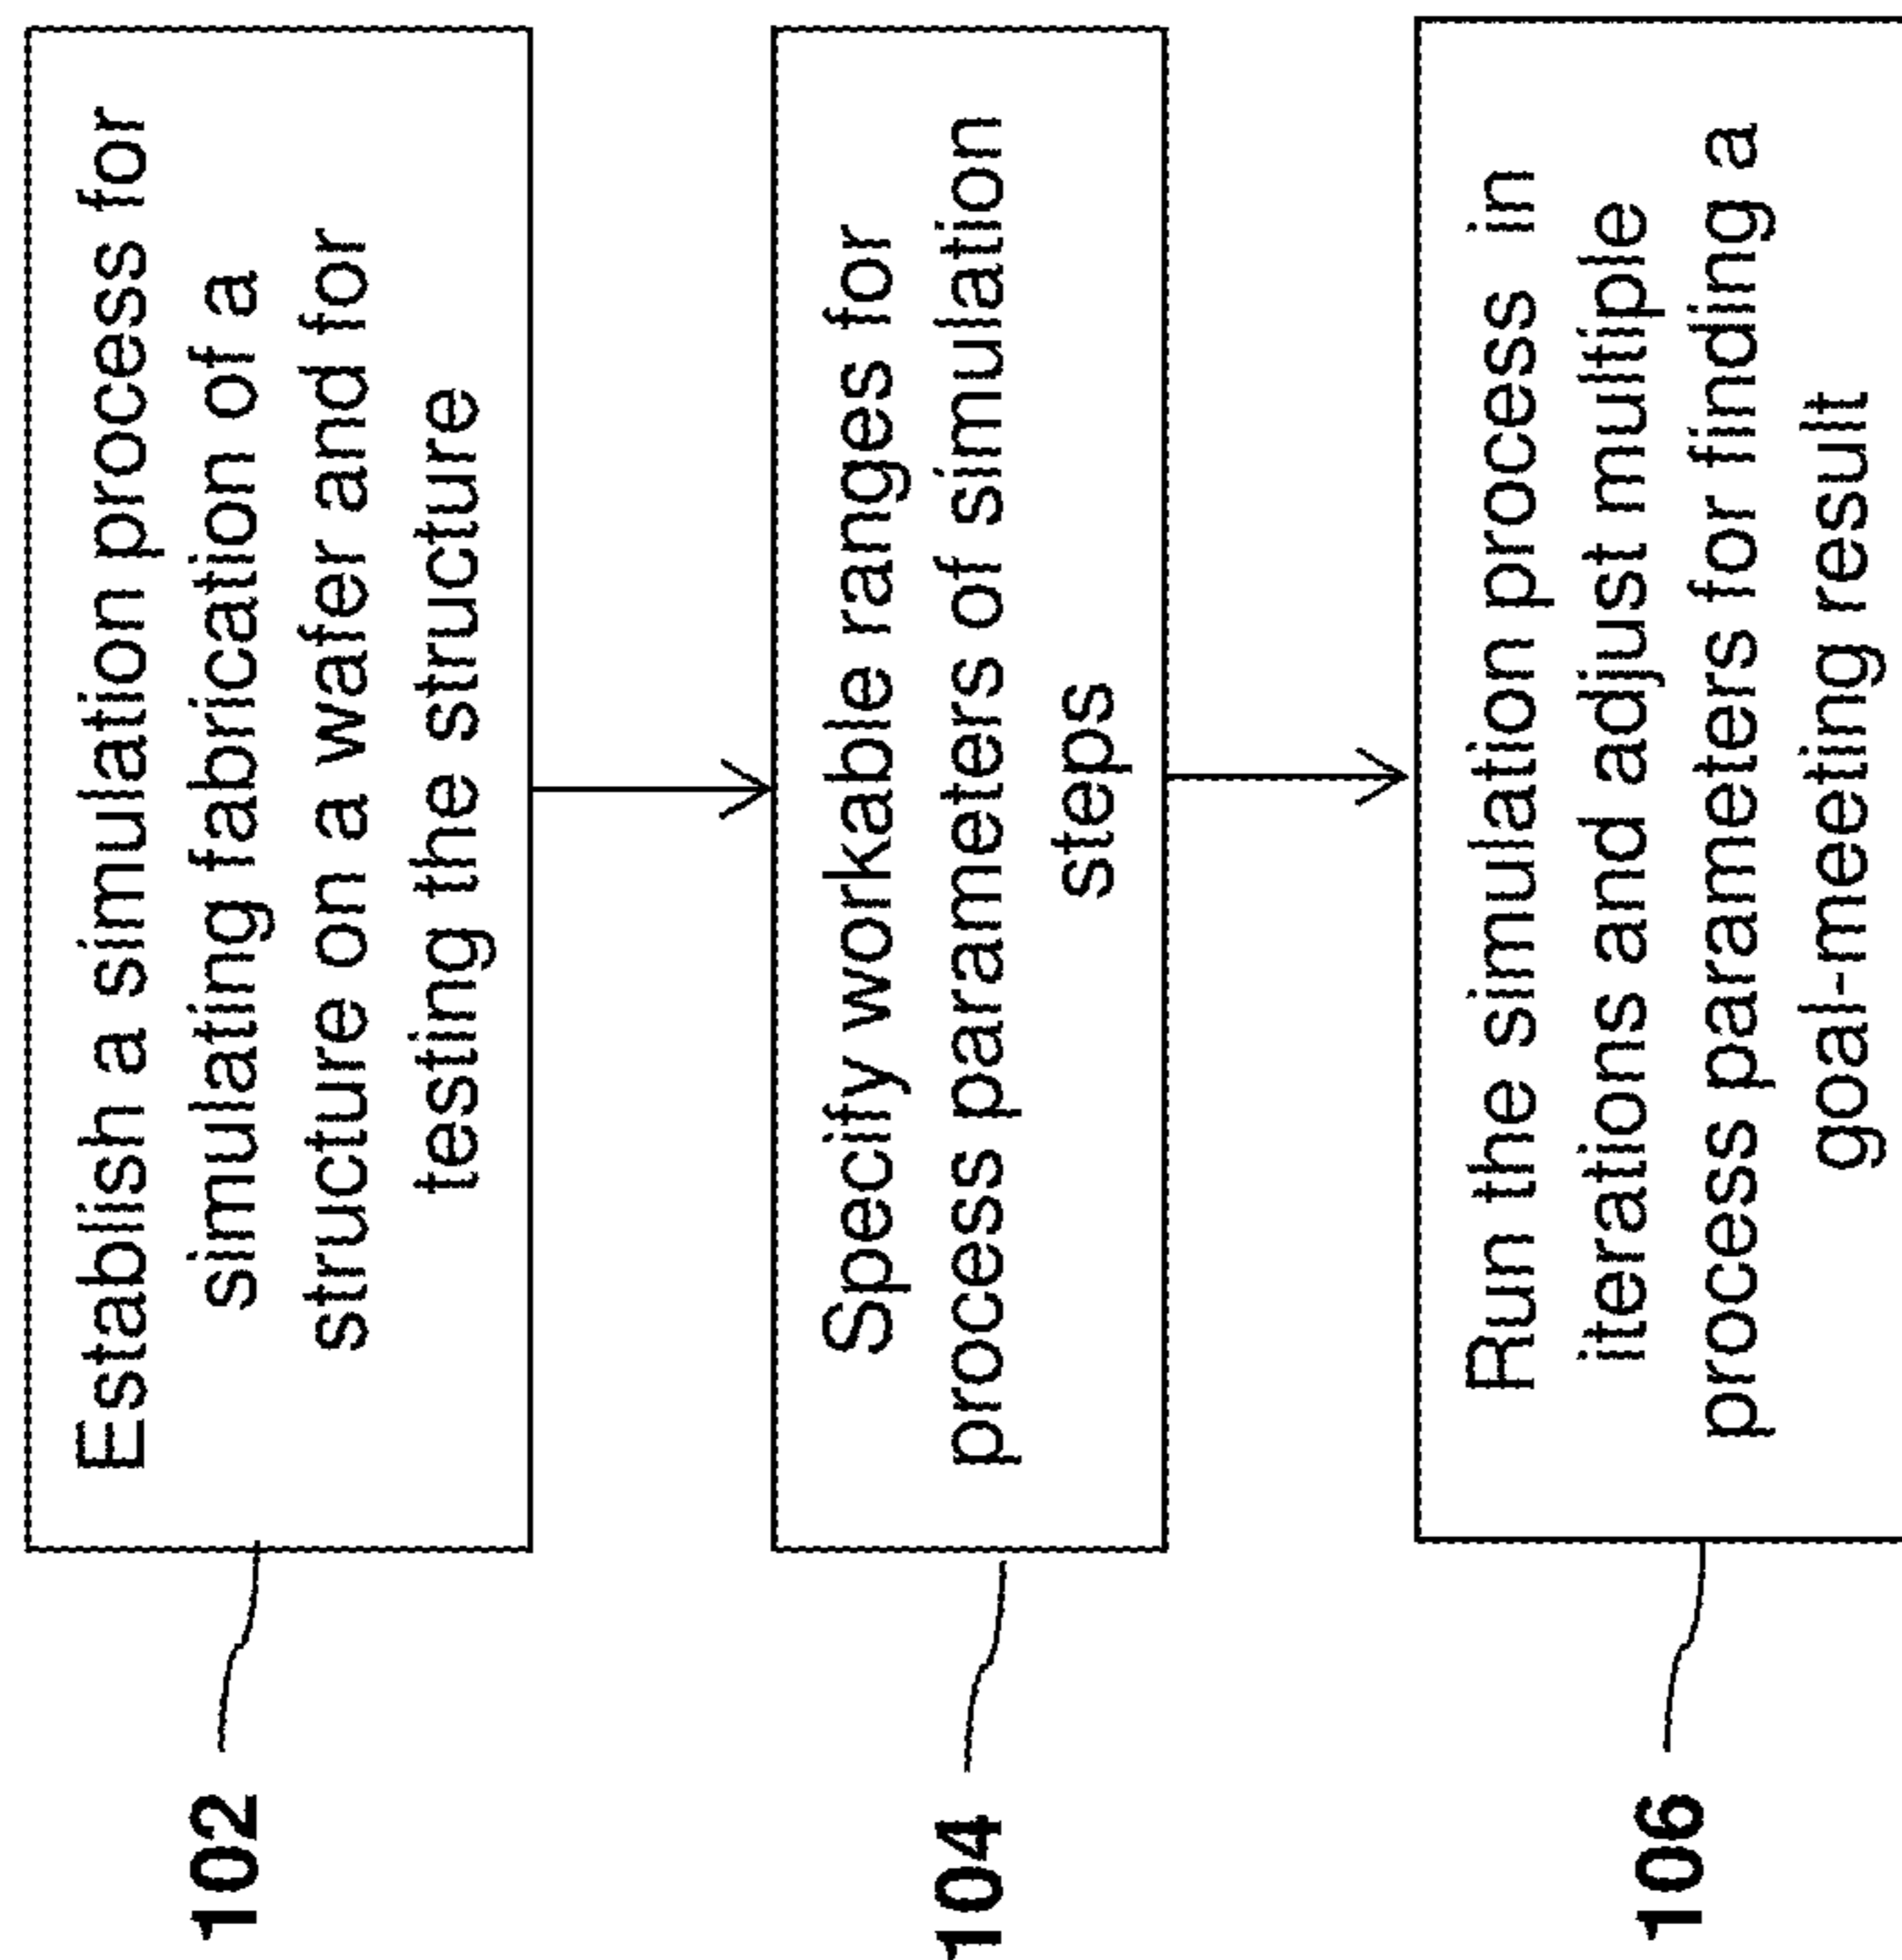 102
Establish a simulation process for
simulating fabrication of a
structure on a wafer and for
testing the structure
104
Specify workable ranges for
process parameters of simulation
steps
106
Run the simulation process in
iterations and adjust multiple
process parameters for finding a
goal-meeting result